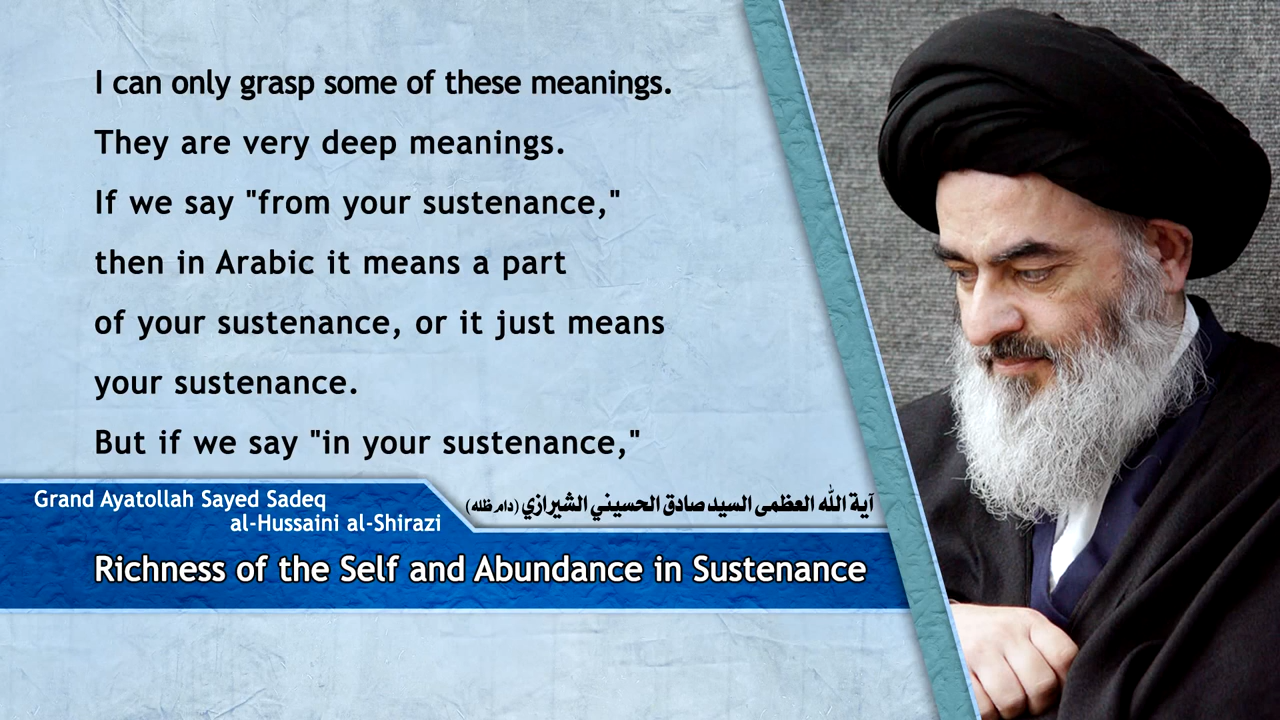 I can only grasp some of these meanings.
They are very deep meanings.
If we say "from your sustenance,"
then in Arabic it means a part
of your sustenance, or it just means
your sustenance.
But if we say "in your sustenance,"
Grand Ayatollah Sayed Sadeq
al-Hussaini al-Shirazi
آية الله العظمى السيد صادق الحسيني الشيرازي (دام ظله)
Richness of the Self and Abundance in Sustenance